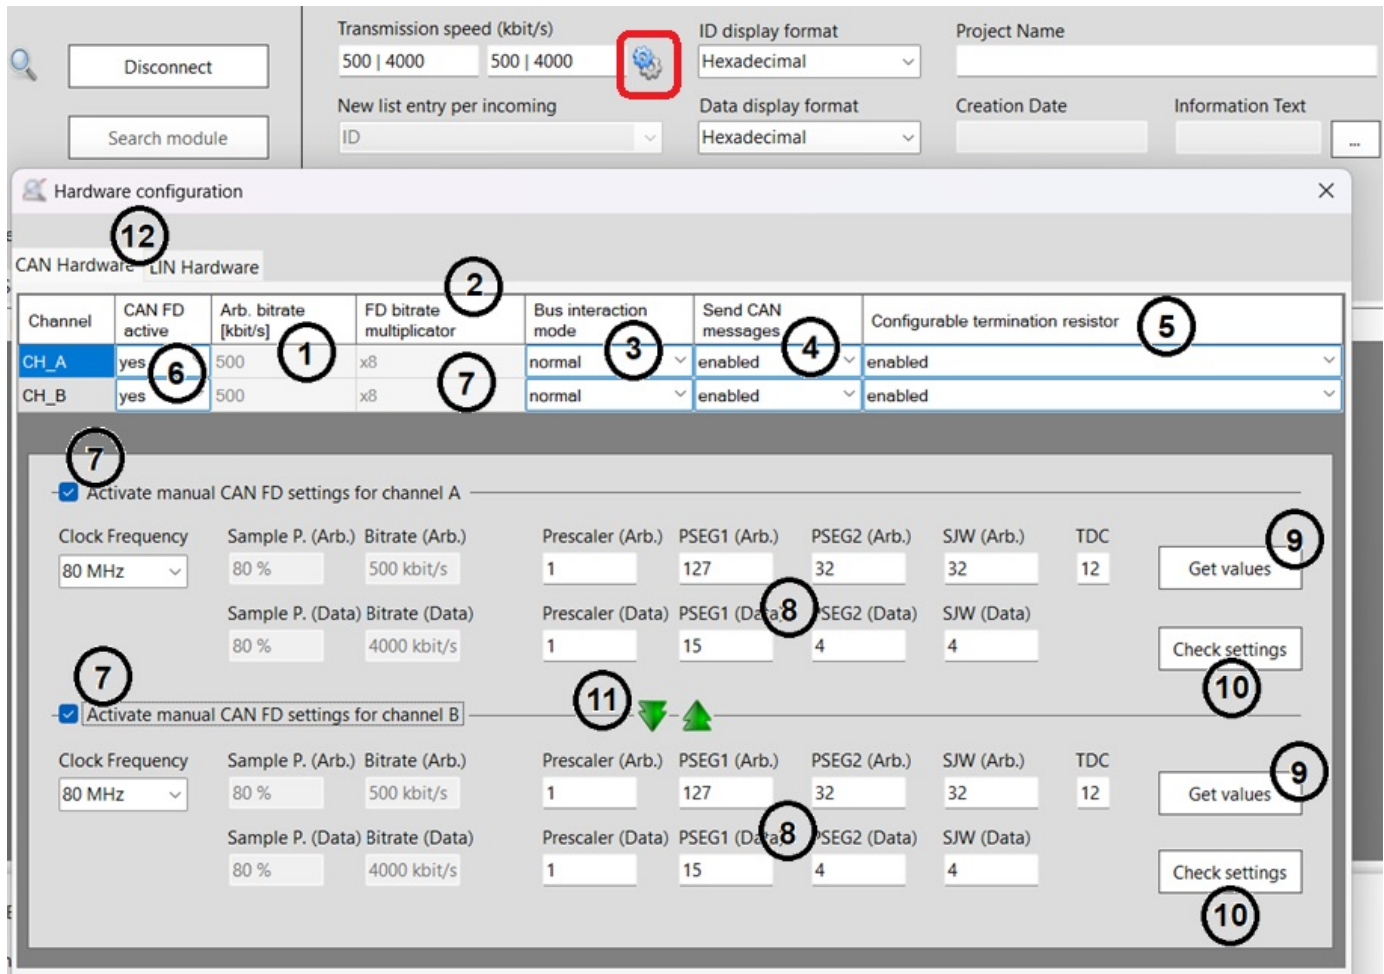 Transmission speed (kbit/s)
ID display format
Project Name
Disconnect
500 | 4000
500 | 4000
Hexadecimal
New list entry per incoming
Data display format
Creation Date
Information Text
Search module
ID
Hexadecimal
...
Hardware configuration
12
CAN Hardware
LIN Hardware
2
Channel
CAN FD active
Arb. bitrate [kbit/s]
FD bitrate multiplicator
Bus interaction mode
Send CAN messages
Configurable termination resistor
5
1
3
4
CH_A
yes
500
x8
normal
enabled
enabled
6
7
CH_B
yes
500
x8
normal
enabled
enabled
7
Activate manual CAN FD settings for channel A
Clock Frequency
Sample P. (Arb.)
Bitrate (Arb.)
Prescaler (Arb.)
PSEG1 (Arb.)
PSEG2 (Arb.)
SJW (Arb.)
TDC
9
80 MHz
80 %
500 kbit/s
1
127
32
32
12
Get values
Sample P. (Data)
Bitrate (Data)
Prescaler (Data)
PSEG1 (Data)
8
PSEG2 (Data)
SJW (Data)
80 %
4000 kbit/s
1
15
4
4
Check settings
7
11
10
Activate manual CAN FD settings for channel B
Clock Frequency
Sample P. (Arb.)
Bitrate (Arb.)
Prescaler (Arb.)
PSEG1 (Arb.)
PSEG2 (Arb.)
SJW (Arb.)
TDC
9
80 MHz
80 %
500 kbit/s
1
127
32
32
12
Get values
Sample P. (Data)
Bitrate (Data)
Prescaler (Data)
PSEG1 (Data)
8
PSEG2 (Data)
SJW (Data)
80 %
4000 kbit/s
1
15
4
4
Check settings
10